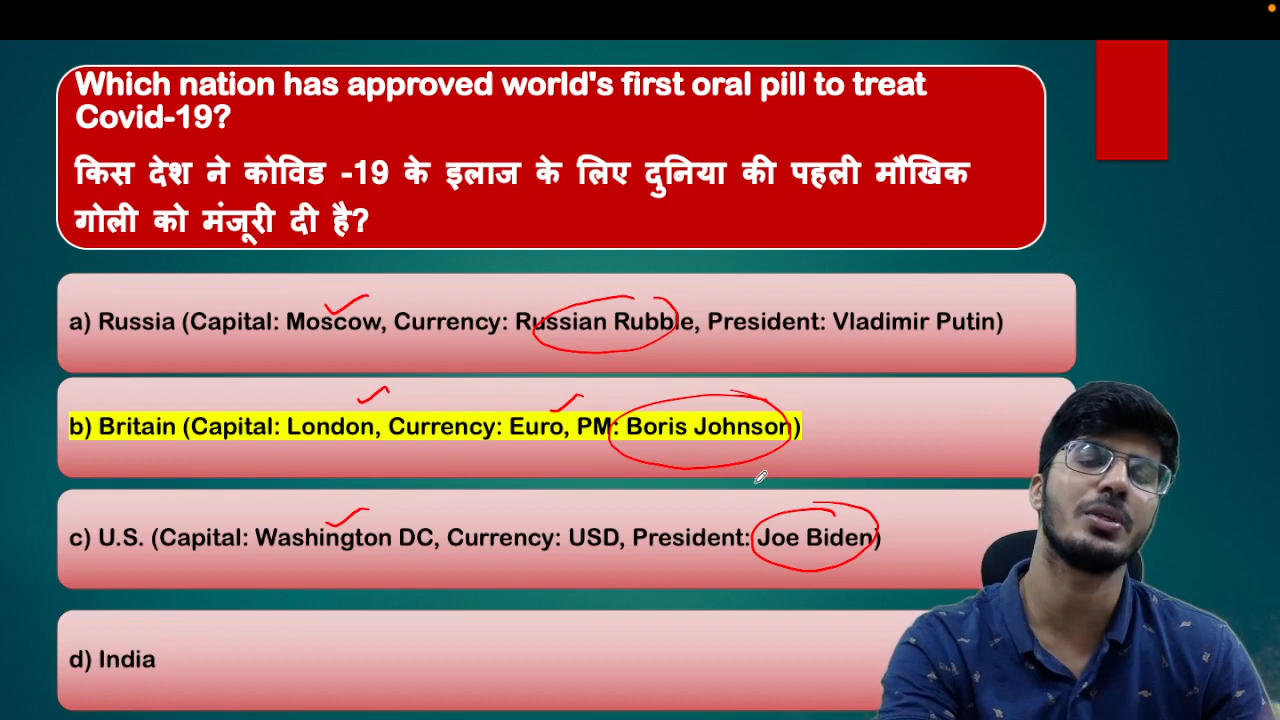 Which nation has approved world's first oral pill to treat
Covid-19?
किस देश ने कोविड -19 के इलाज के लिए दुनिया की पहली मौखिक
गोली को मंजूरी दी है?
a) Russia (Capital: Moscow, Currency: Russian Rubble, President: Vladimir Putin)
b) Britain (Capital: London, Currency: Euro, PM: Boris Johnson)
c) U.S. (Capital: Washington DC, Currency: USD, President: Joe Biden)
d) India